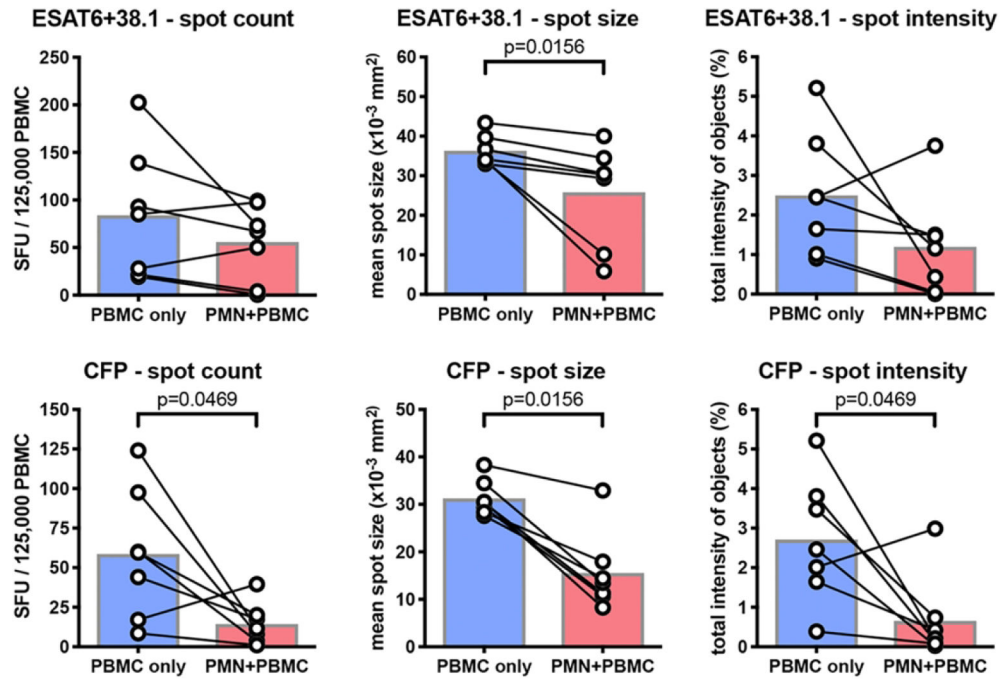 ESAT6+38.1 - spot count
SFU / 125,000 PBMC
250
200
150
100
50
0
PBMC only PMN+PBMC
ESAT6+38.1 - spot size
p=0.0156
mean spot size (x10⁻³ mm²)
60
50
40
30
20
10
0
PBMC only PMN+PBMC
ESAT6+38.1 - spot intensity
total intensity of objects (%)
6
5
4
3
2
1
0
PBMC only PMN+PBMC
CFP - spot count
p=0.0469
SFU / 125,000 PBMC
150
125
100
75
50
25
0
PBMC only PMN+PBMC
CFP - spot size
p=0.0156
mean spot size (x10⁻³ mm²)
50
40
30
20
10
0
PBMC only PMN+PBMC
CFP - spot intensity
p=0.0469
total intensity of objects (%)
6
5
4
3
2
1
0
PBMC only PMN+PBMC